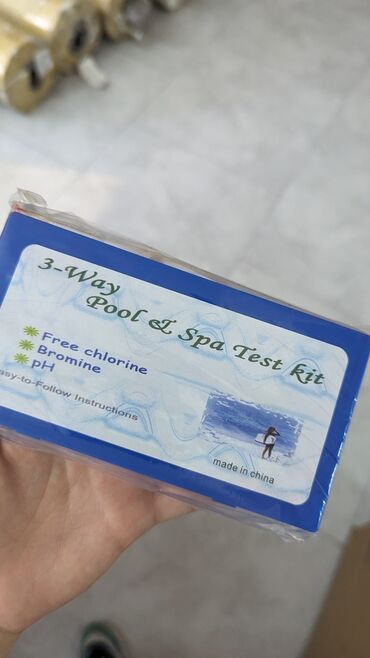 3-Way
Pool & Spa Test kit
Free chlorine
Bromine
pH
asy-to-Follow Instructions
made in china